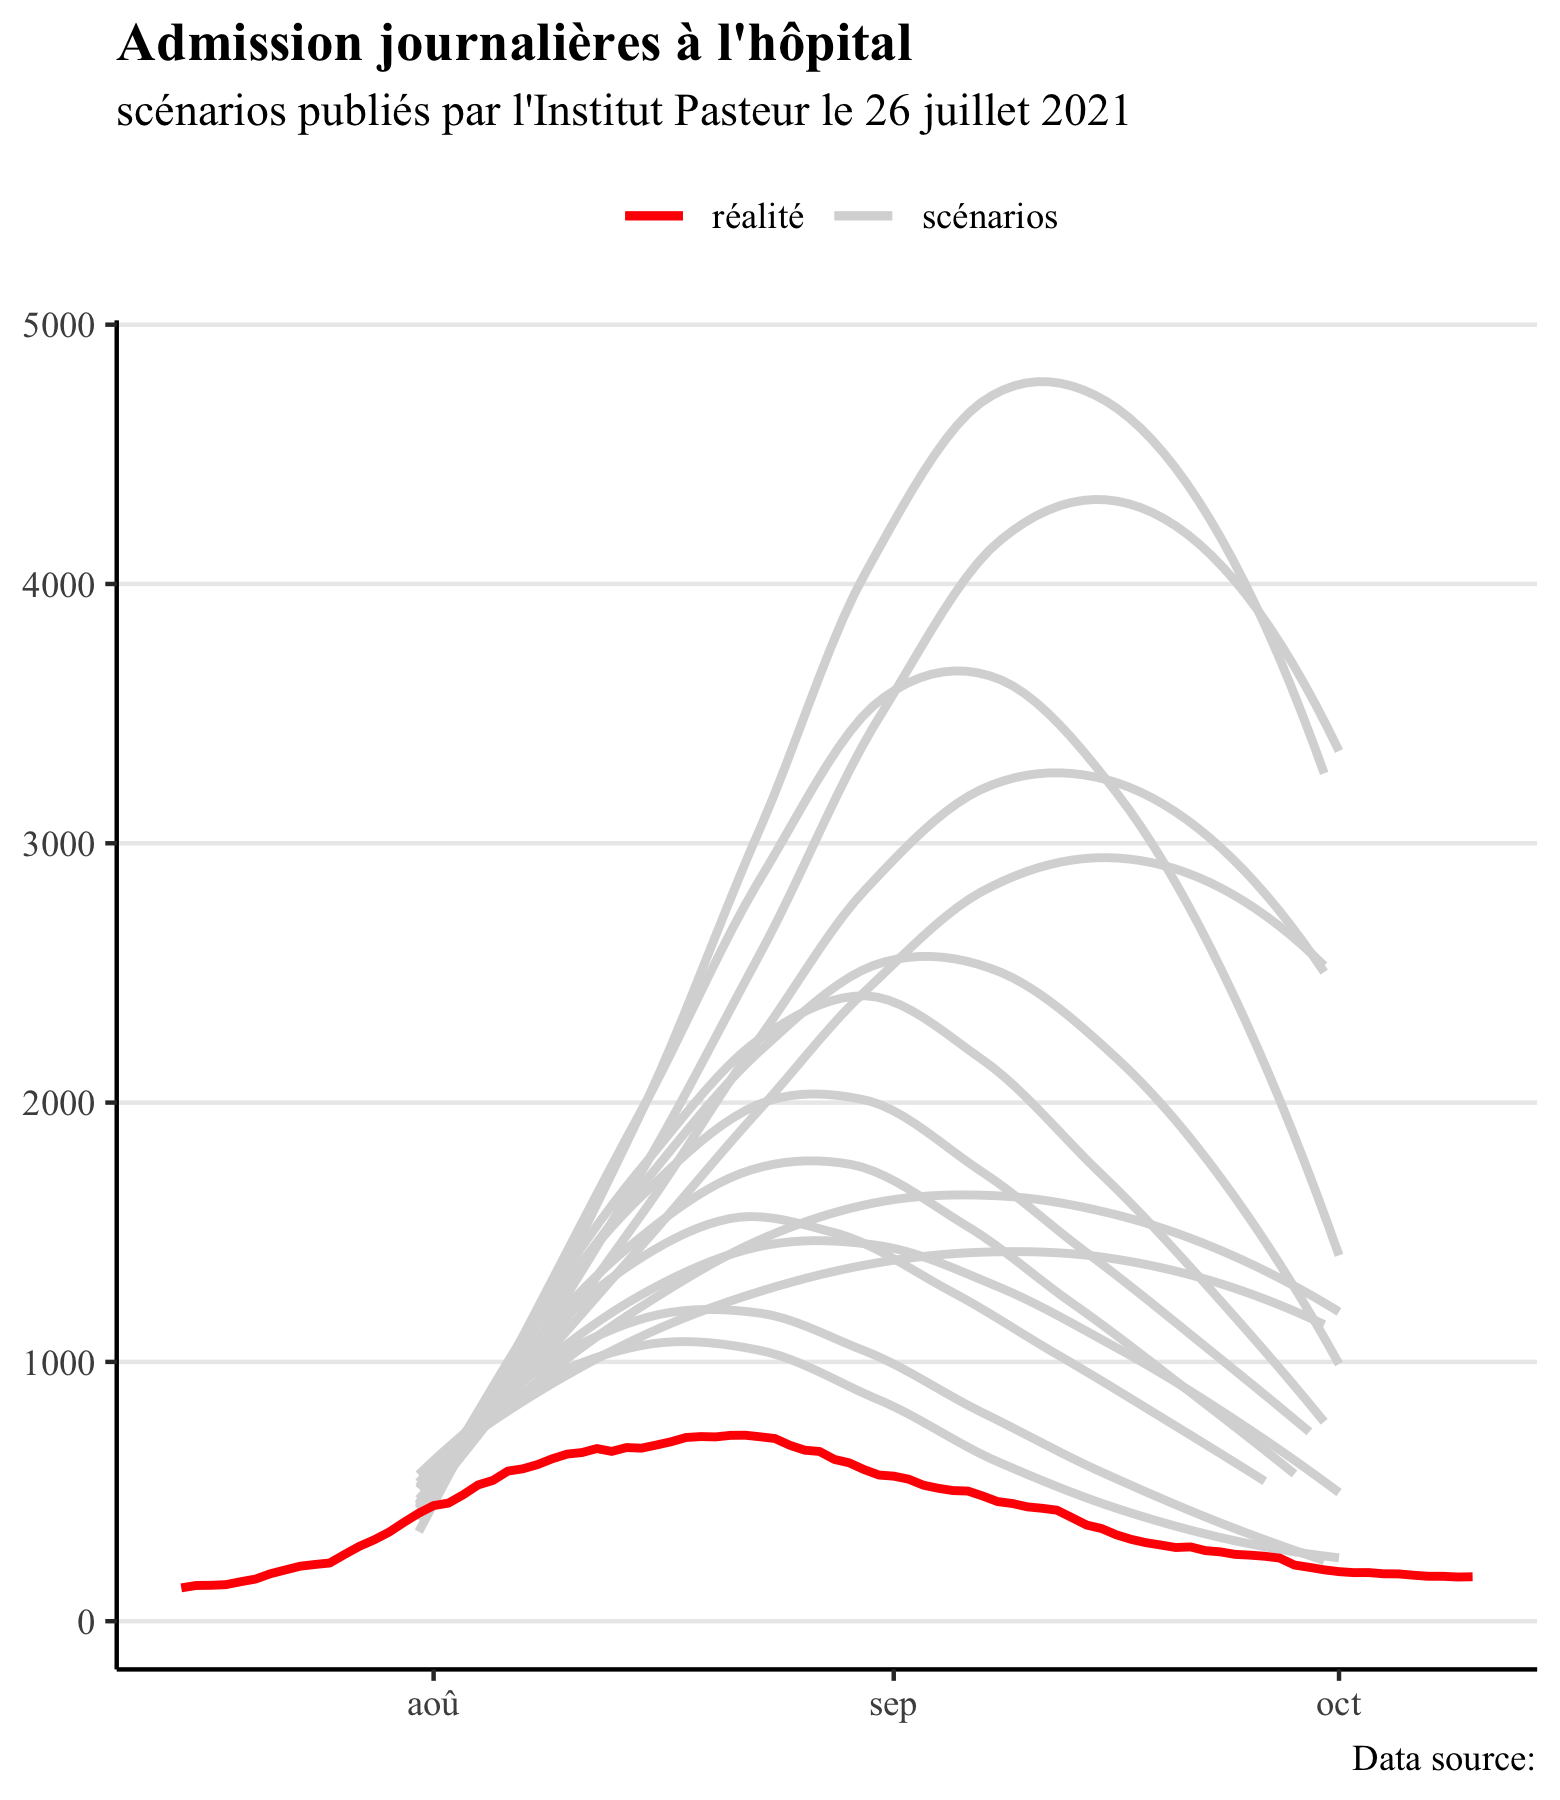 Admission journalières à l'hôpital
scénarios publiés par l'Institut Pasteur le 26 juillet 2021
réalité scénarios
5000
4000
3000
2000
1000
0
aoû sep oct
Data source: